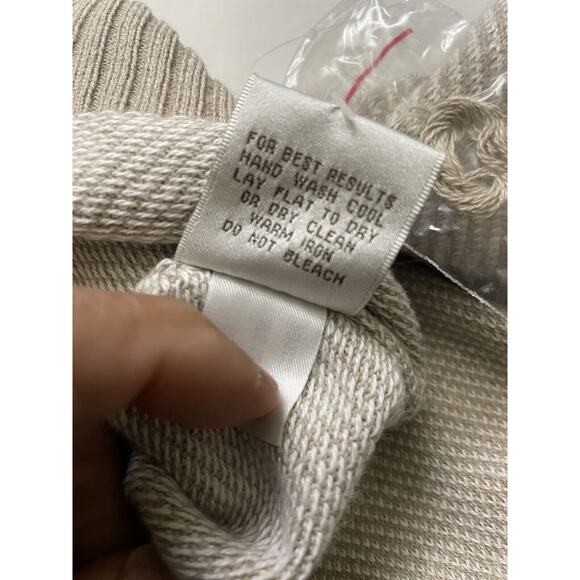 FOR BEST RESULTS
HAND WASH COOL
LAY FLAT TO DRY
OR DRY CLEAN
WARM IRON
DO NOT BLEACH